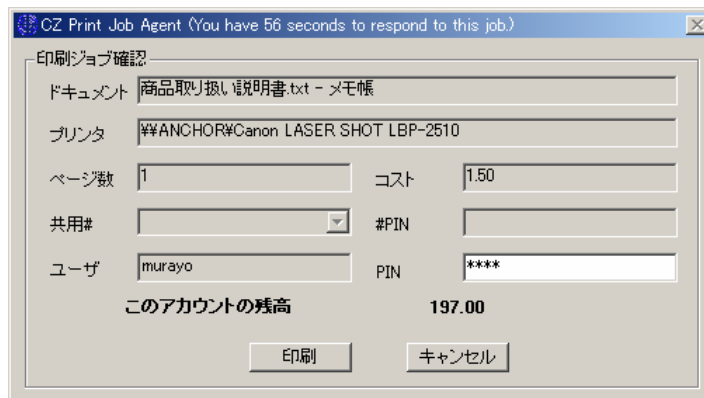 CZ Print Job Agent (You have 56 seconds to respond to this job.)
印刷ジョブ確認
ドキュメント 商品取り扱い説明書.txt - メモ帳
プリンタ ¥¥ANCHOR¥Canon LASER SHOT LBP-2510
ページ数 1 コスト 1.50
共用# #PIN
ユーザ murayo PIN ****
このアカウントの残高 197.00
印刷 キャンセル